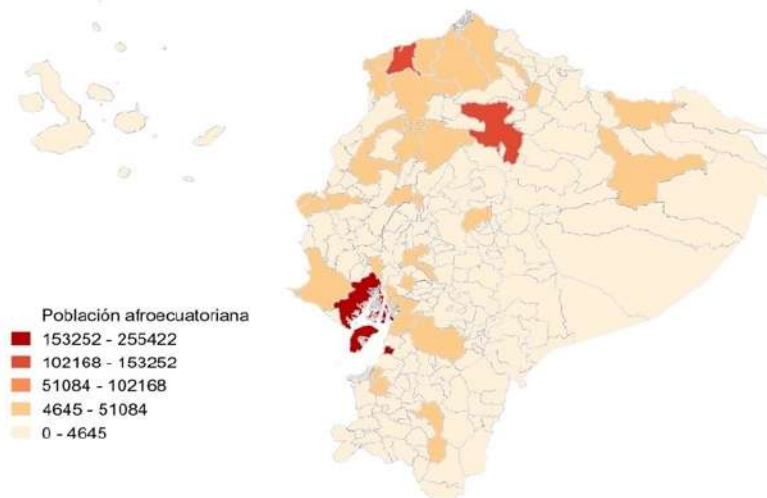 Población afroecuatoriana
153252 - 255422
102168 - 153252
51084 - 102168
4645 - 51084
0 - 4645